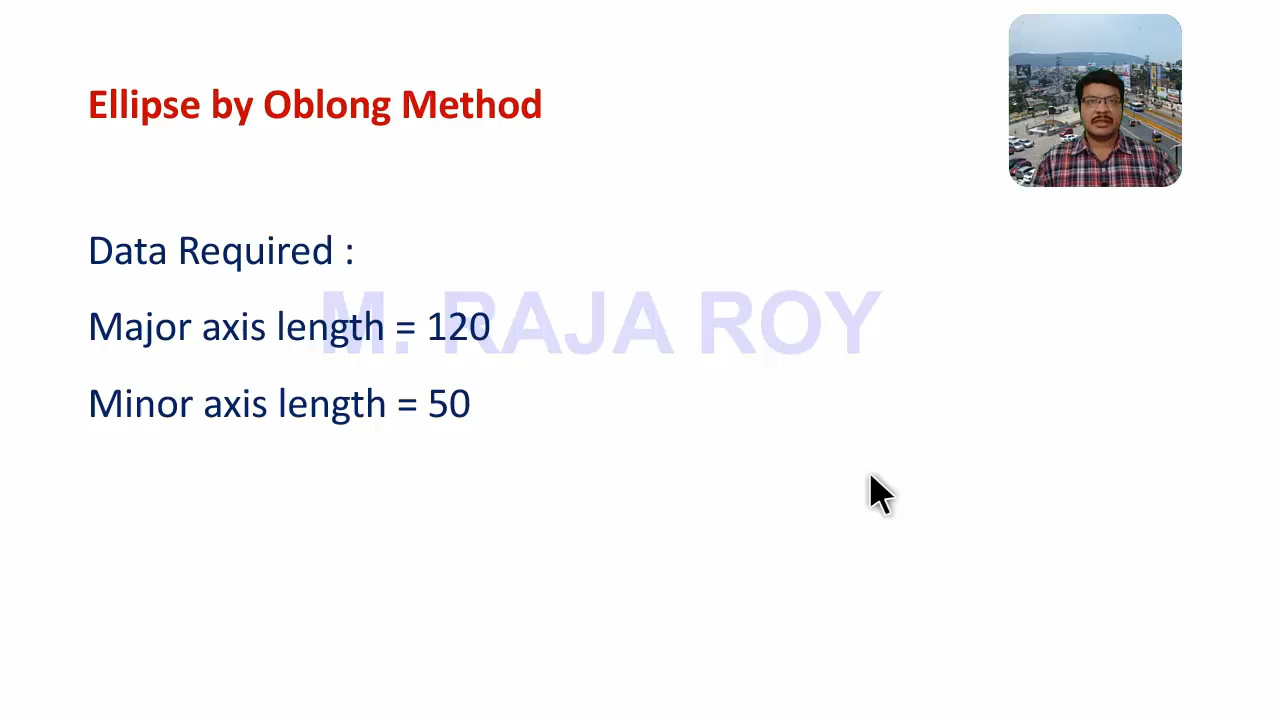 Ellipse by Oblong Method
Data Required :
M. RAJA ROY
Major axis length = 120
Minor axis length = 50